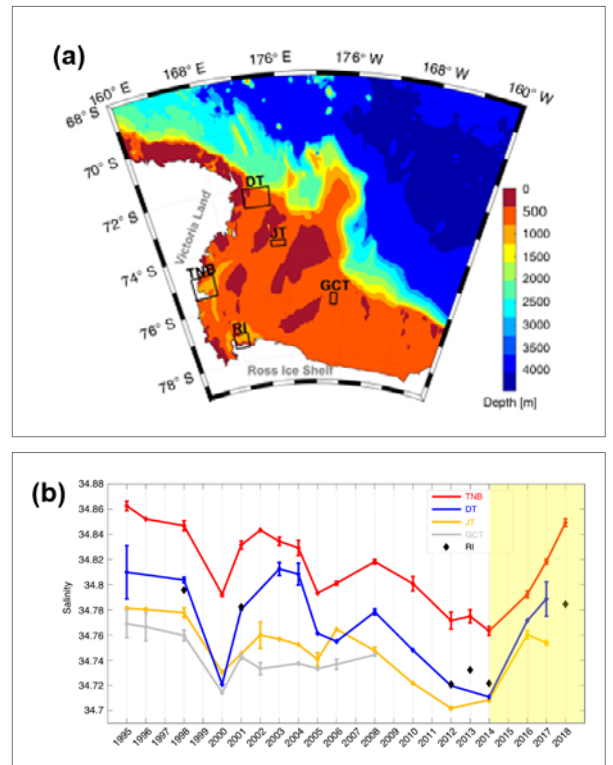 (a)
160° E
168° E
176° E
176° W
168° W
160° W
68° S
70° S
72° S
74° S
76° S
78° S
Victoria Land
DT
JT
TNB
GCT
RI
Ross Ice Shelf
0
500
1000
1500
2000
2500
3000
3500
4000
Depth [m]
(b)
34.88
34.86
34.84
34.82
34.8
34.78
34.76
34.74
34.72
34.7
Salinity
TNB
DT
JT
GCT
RI
1995
1996
1997
1998
1999
2000
2001
2002
2003
2004
2005
2006
2007
2008
2009
2010
2011
2012
2013
2014
2015
2016
2017
2018